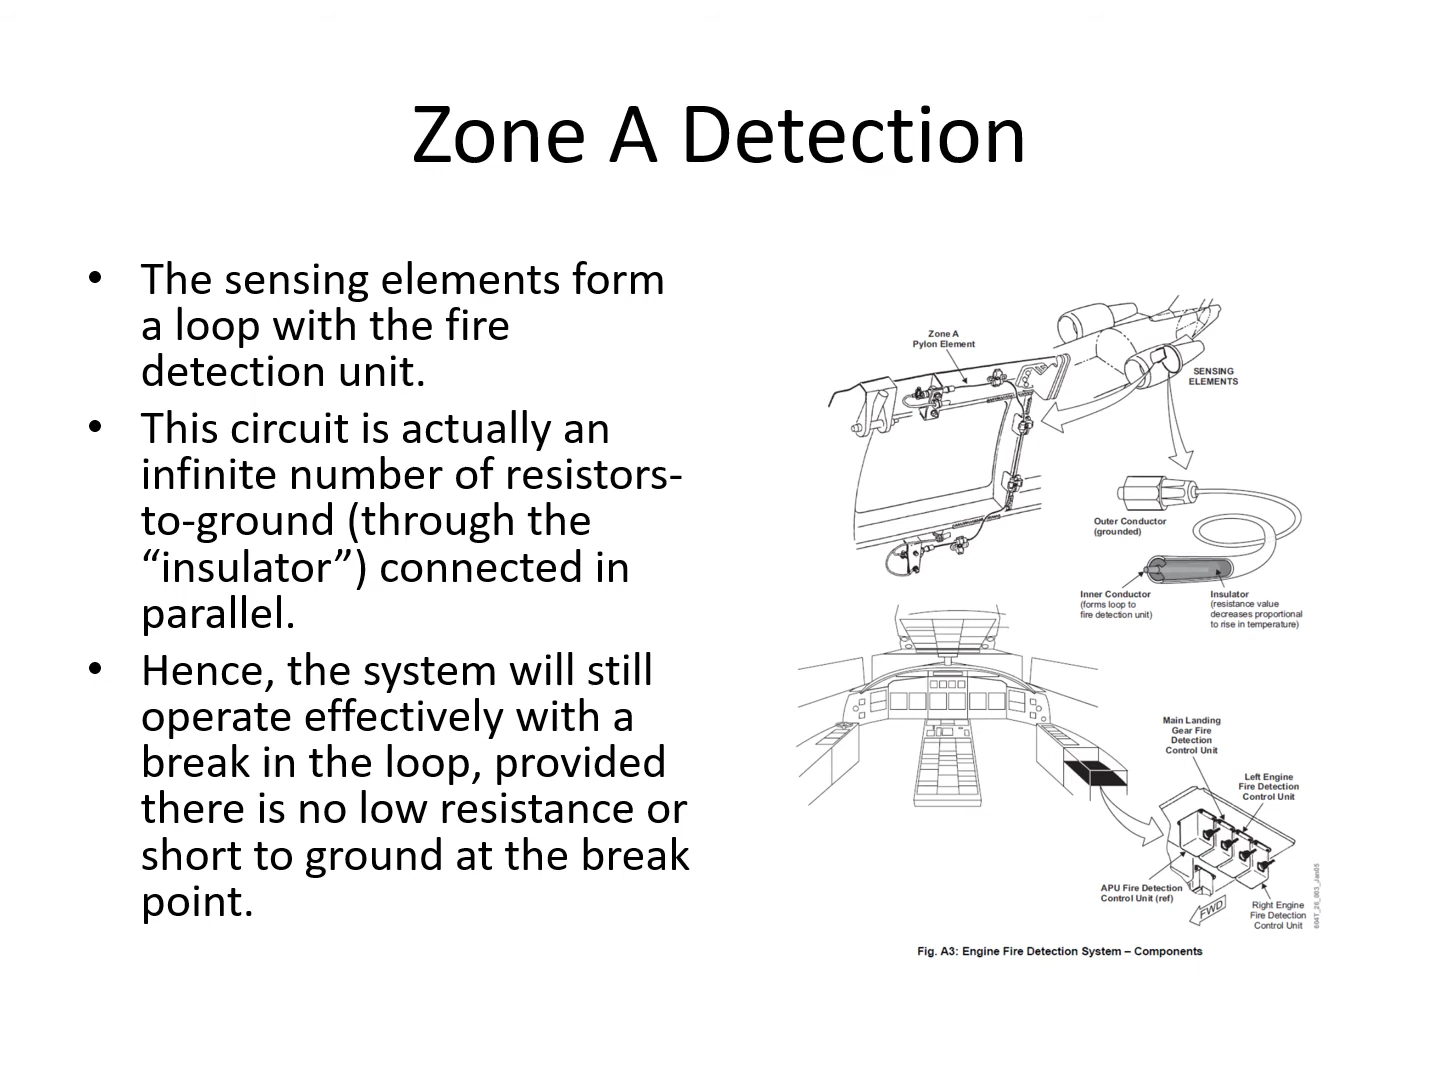 Zone A Detection
• The sensing elements form
a loop with the fire
detection unit.
• This circuit is actually an
infinite number of resistors-
to-ground (through the
“insulator”) connected in
parallel.
• Hence, the system will still
operate effectively with a
break in the loop, provided
there is no low resistance or
short to ground at the break
point.
Zone A
Pylon Element
SENSING
ELEMENTS
Outer Conductor
(grounded)
Inner Conductor
(forms loop to
fire detection unit)
Insulator
(resistance value
decreases proportional
to rise in temperature)
Main Landing
Gear Fire
Detection
Control Unit
Left Engine
Fire Detection
Control Unit
APU Fire Detection
Control Unit (ref)
FWD
Right Engine
Fire Detection
Control Unit
604T_26_003_Jan05
Fig. A3: Engine Fire Detection System – Components